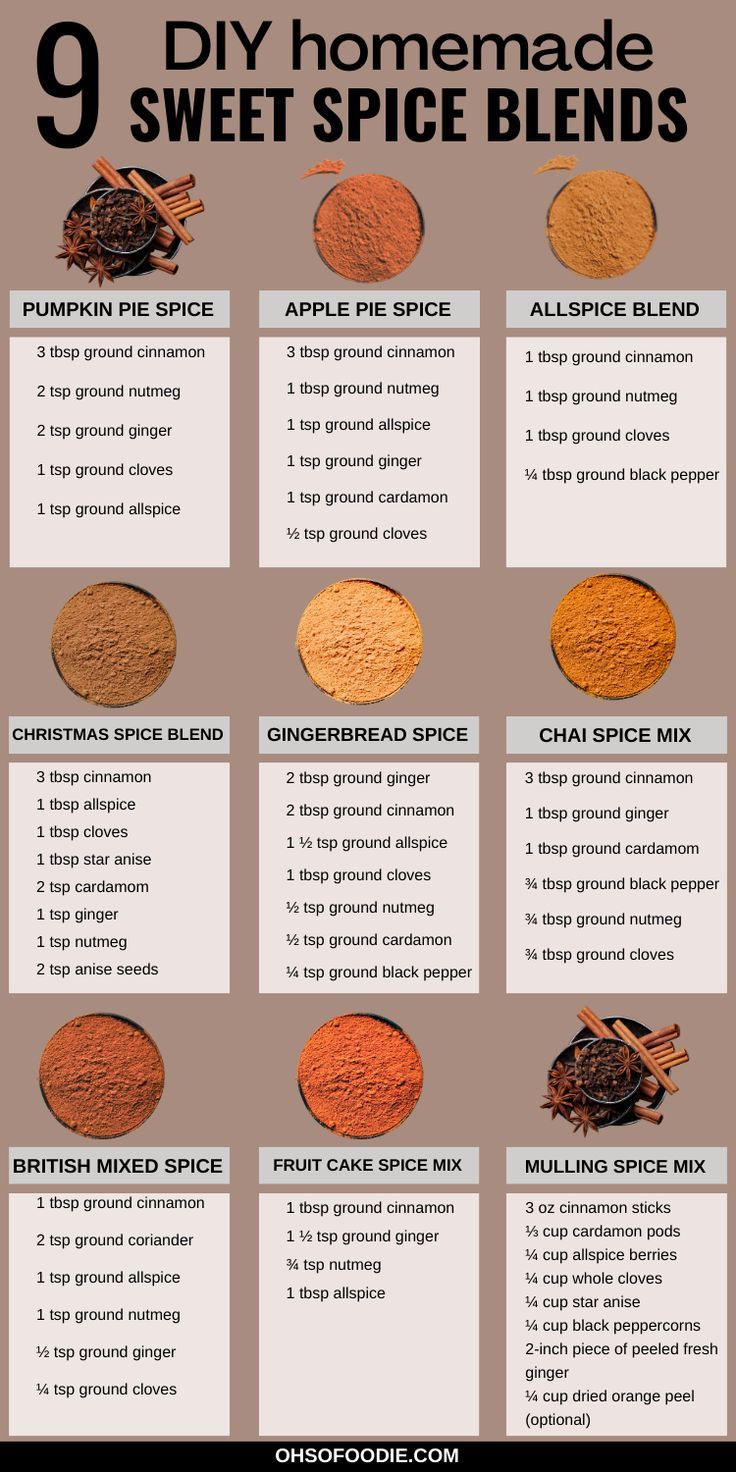 9
DIY homemade
SWEET SPICE BLENDS
PUMPKIN PIE SPICE
3 tbsp ground cinnamon
2 tsp ground nutmeg
2 tsp ground ginger
1 tsp ground cloves
1 tsp ground allspice
APPLE PIE SPICE
3 tbsp ground cinnamon
1 tbsp ground nutmeg
1 tsp ground allspice
1 tsp ground ginger
1 tsp ground cardamon
½ tsp ground cloves
ALLSPICE BLEND
1 tbsp ground cinnamon
1 tbsp ground nutmeg
1 tbsp ground cloves
¼ tbsp ground black pepper
CHRISTMAS SPICE BLEND
3 tbsp cinnamon
1 tbsp allspice
1 tbsp cloves
1 tbsp star anise
2 tsp cardamom
1 tsp ginger
1 tsp nutmeg
2 tsp anise seeds
GINGERBREAD SPICE
2 tbsp ground ginger
2 tbsp ground cinnamon
1 ½ tsp ground allspice
1 tbsp ground cloves
½ tsp ground nutmeg
½ tsp ground cardamon
¼ tsp ground black pepper
CHAI SPICE MIX
3 tbsp ground cinnamon
1 tbsp ground ginger
1 tbsp ground cardamom
¾ tbsp ground black pepper
¾ tbsp ground nutmeg
¾ tbsp ground cloves
BRITISH MIXED SPICE
1 tbsp ground cinnamon
2 tsp ground coriander
1 tsp ground allspice
1 tsp ground nutmeg
½ tsp ground ginger
¼ tsp ground cloves
FRUIT CAKE SPICE MIX
1 tbsp ground cinnamon
1 ½ tsp ground ginger
¾ tsp nutmeg
1 tbsp allspice
MULLING SPICE MIX
3 oz cinnamon sticks
⅓ cup cardamon pods
¼ cup allspice berries
¼ cup whole cloves
¼ cup star anise
¼ cup black peppercorns
2-inch piece of peeled fresh
ginger
¼ cup dried orange peel
(optional)
OHSOFOODIE.COM